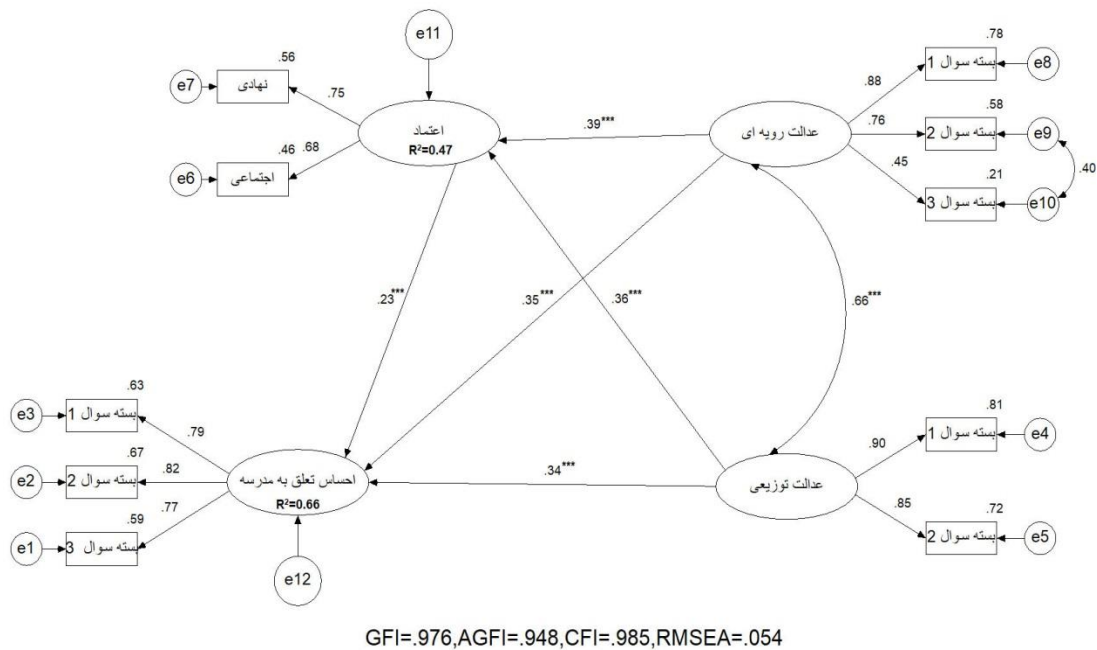 e11
.56
e7
نهادی
.75
اعتماد
R²=0.47
.46
.68
e6
اجتماعی
.39***
عدالت رویه ای
.78
بسته سوال 1
e8
.88
.58
بسته سوال 2
e9
.76
.45
.21
بسته سوال 3
e10
.40
.23***
.35***
.36***
.66***
.63
e3
بسته سوال 1
.79
.67
e2
بسته سوال 2
.82
احساس تعلق به مدرسه
R²=0.66
.59
.77
e1
بسته سوال 3
e12
.34***
عدالت توزیعی
.81
بسته سوال 1
e4
.90
.72
.85
بسته سوال 2
e5
GFI=.976,AGFI=.948,CFI=.985,RMSEA=.054